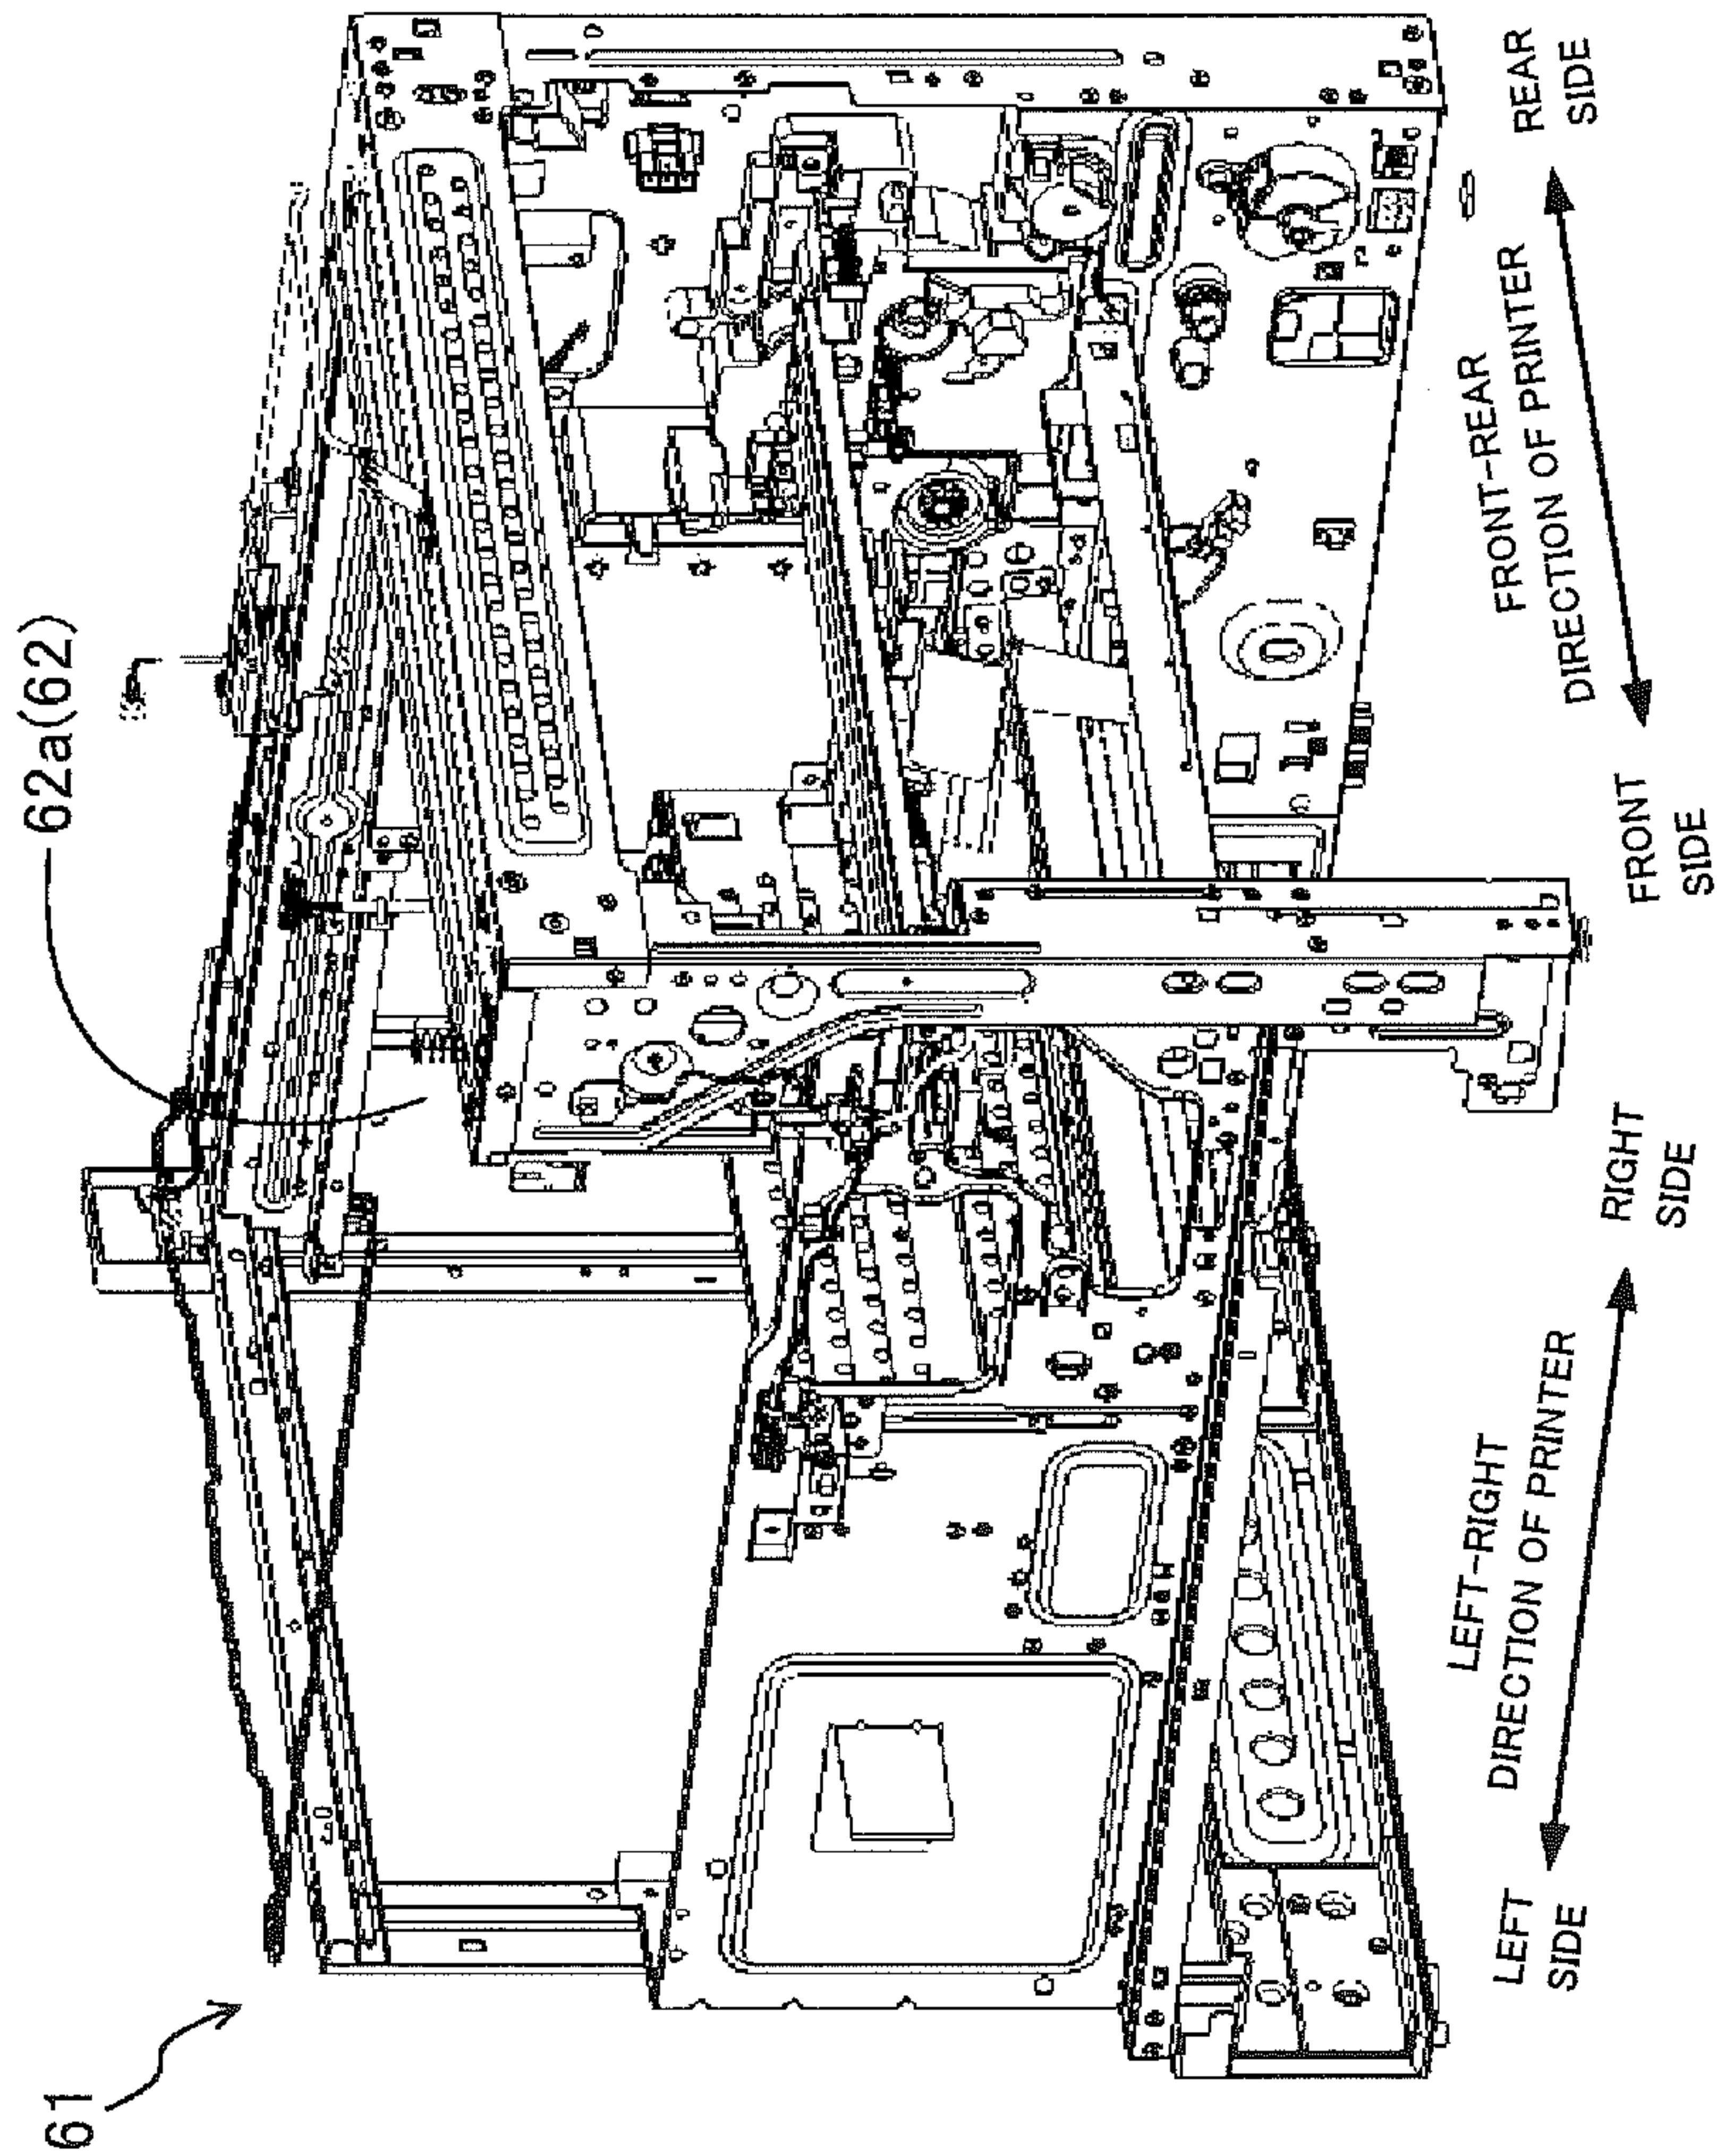 61
62a(62)
LEFT
SIDE
LEFT-RIGHT
DIRECTION OF PRINTER
RIGHT
SIDE
FRONT
SIDE
FRONT-REAR
DIRECTION OF PRINTER
REAR
SIDE